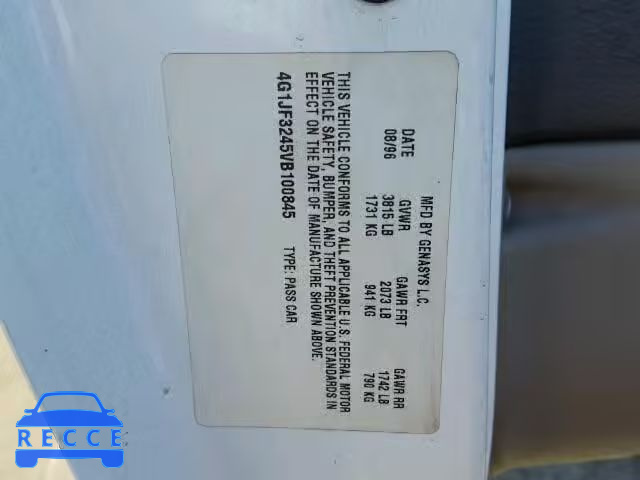 MFD BY GENASYS L.C.
DATE GVWR GAWR FRT GAWR RR
08/96 3815 LB 2073 LB 1742 LB
1731 KG 941 KG 790 KG
THIS VEHICLE CONFORMS TO ALL APPLICABLE U.S. FEDERAL MOTOR
VEHICLE SAFETY, BUMPER, AND THEFT PREVENTION STANDARDS IN
EFFECT ON THE DATE OF MANUFACTURE SHOWN ABOVE.
4G1JF3245VB100845 TYPE: PASS CAR
RECCE